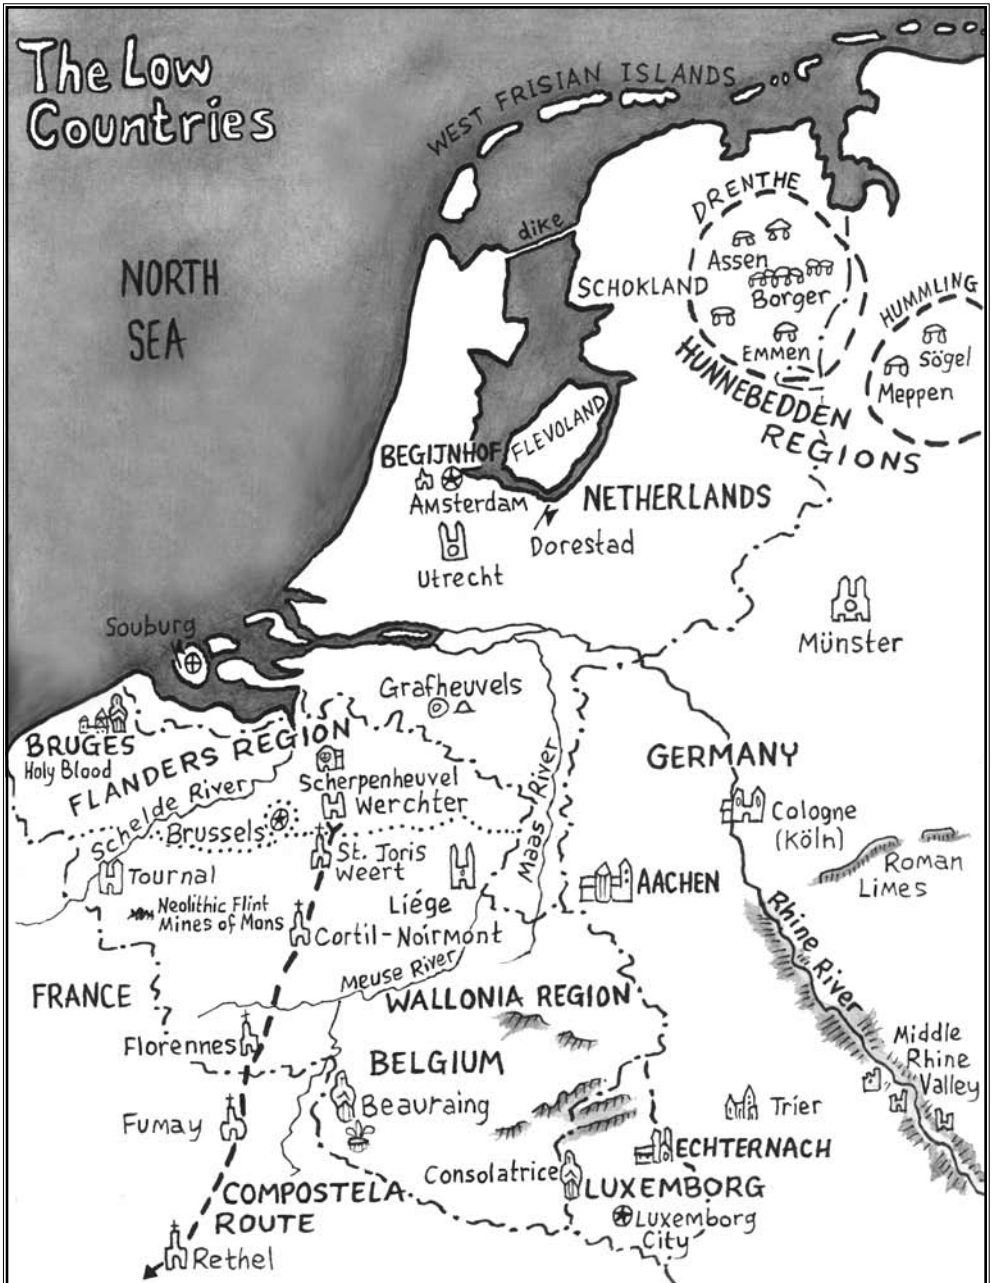 The Low
Countries
WEST FRISIAN ISLANDS
NORTH
SEA
dike
DRENTHE
Assen
Borger
Emmen
SCHOKLAND
HUMMLING
Sögel
Meppen
HUNNEBEDDEN
REGIONS
FLEVOLAND
BEGIJNHOF
Amsterdam
NETHERLANDS
Dorestad
Utrecht
Souburg
Münster
Grafheuvels
BRUGES
Holy Blood
FLANDERS REGION
Schelde River
Scherpenheuvel
Werchter
Maas River
GERMANY
Cologne
(Köln)
Brussels
St. Joris
Weert
Roman
Limes
Tournal
AACHEN
Neolithic Flint
Mines of Mons
Liége
Cortil-Noirmont
Rhine River
Meuse River
FRANCE
WALLONIA REGION
Florennes
BELGIUM
Middle
Rhine
Valley
Beauraing
Trier
Fumay
ECHTERNACH
Consolatrice
COMPOSTELA
ROUTE
LUXEMBORG
Luxemborg
City
Rethel